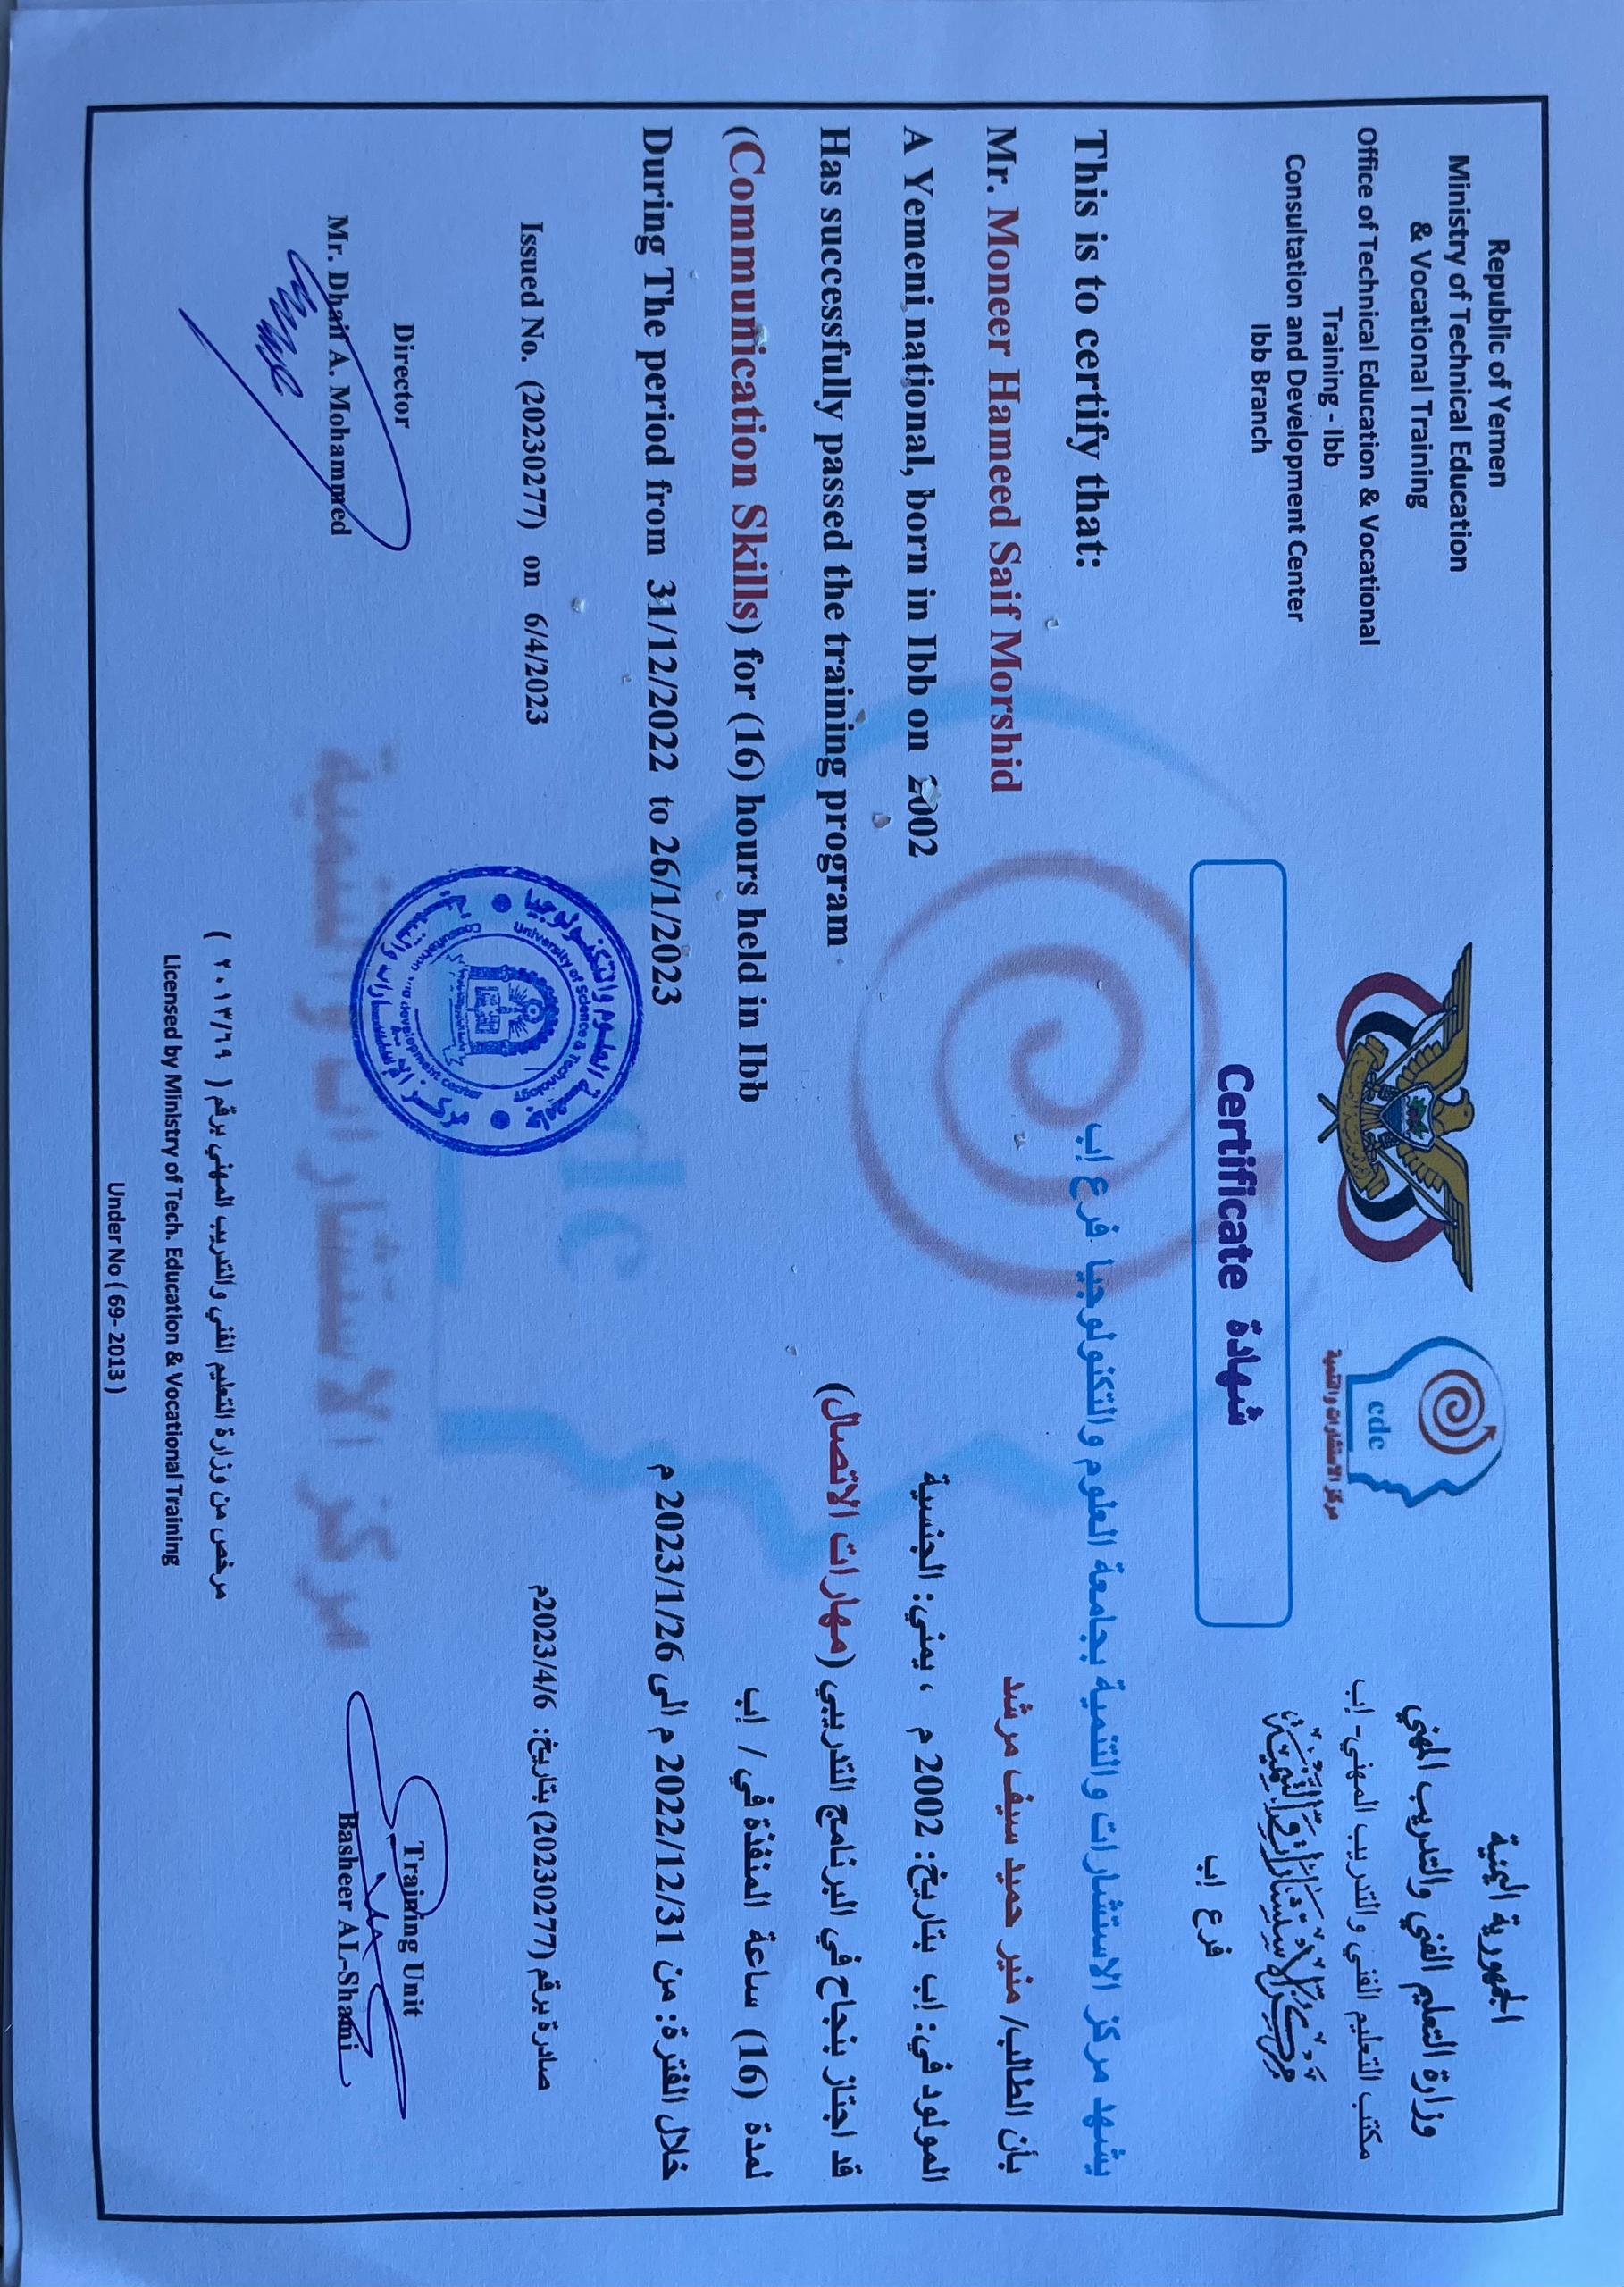 Republic of Yemen
Ministry of Technical Education
& Vocational Training
Office of Technical Education & Vocational
Training - Ibb
Consultation and Development Center
Ibb Branch
cdc
مركز الاستشارات والتنمية
الجمهورية اليمنية
وزارة التعليم الفني والتدريب المهني
مكتب التعليم الفني والتدريب المهني- إب
مركز الاستشارات والتنمية
فرع إب
Certificate شهادة
This is to certify that:
Mr. Moneer Hameed Saif Morshid
A Yemeni national, born in Ibb on 2002
Has successfully passed the training program
(Communication Skills) for (16) hours held in Ibb
During The period from 31/12/2022 to 26/1/2023
Issued No. (20230277) on 6/4/2023
يشهد مركز الاستشارات والتنمية بجامعة العلوم والتكنولوجيا .فرع إب
بأن الطالب/ منير حميد سيف مرشد
المولود في: إب بتاريخ: 2002 م ، يمني: الجنسية
قد اجتاز بنجاح في البرنامج التدريبي (مهارات الاتصال)
لمدة (16) ساعة المنفذة في / إب
خلال الفترة: من 2022/12/31 م الى 2023/1/26 م
صادرة برقم (20230277) بتاريخ: 2023/4/6م
جامعة العلوم والتكنولوجيا
University of Science & Technology
Consultation and development center
مركز الاستشارات والتنمية
cdc
مركز الاستشارات والتنمية
Director
Mr. Dhaif A. Mohammed
Training Unit
Basheer AL-Shami
مرخص من وزارة التعليم الفني والتدريب المهني برقم ( ٢٠١٣/٦٩ )
Licensed by Ministry of Tech. Education & Vocational Training
Under No ( 69- 2013 )